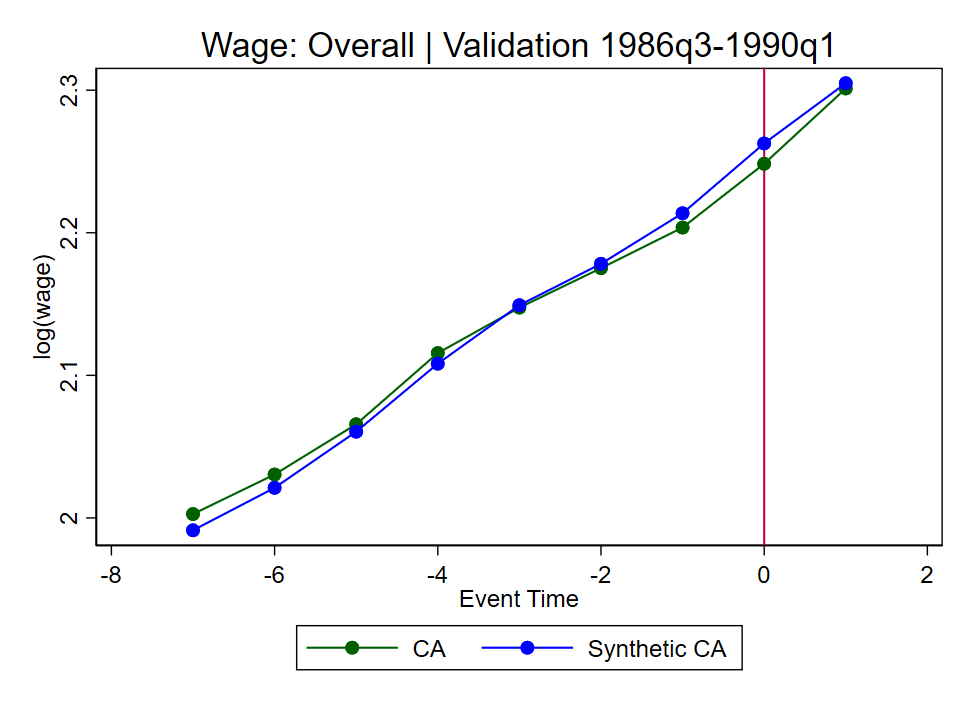 Wage: Overall | Validation 1986q3-1990q1
log(wage)
2.3
2.2
2.1
2
-8 -6 -4 -2 0 2
Event Time
CA Synthetic CA